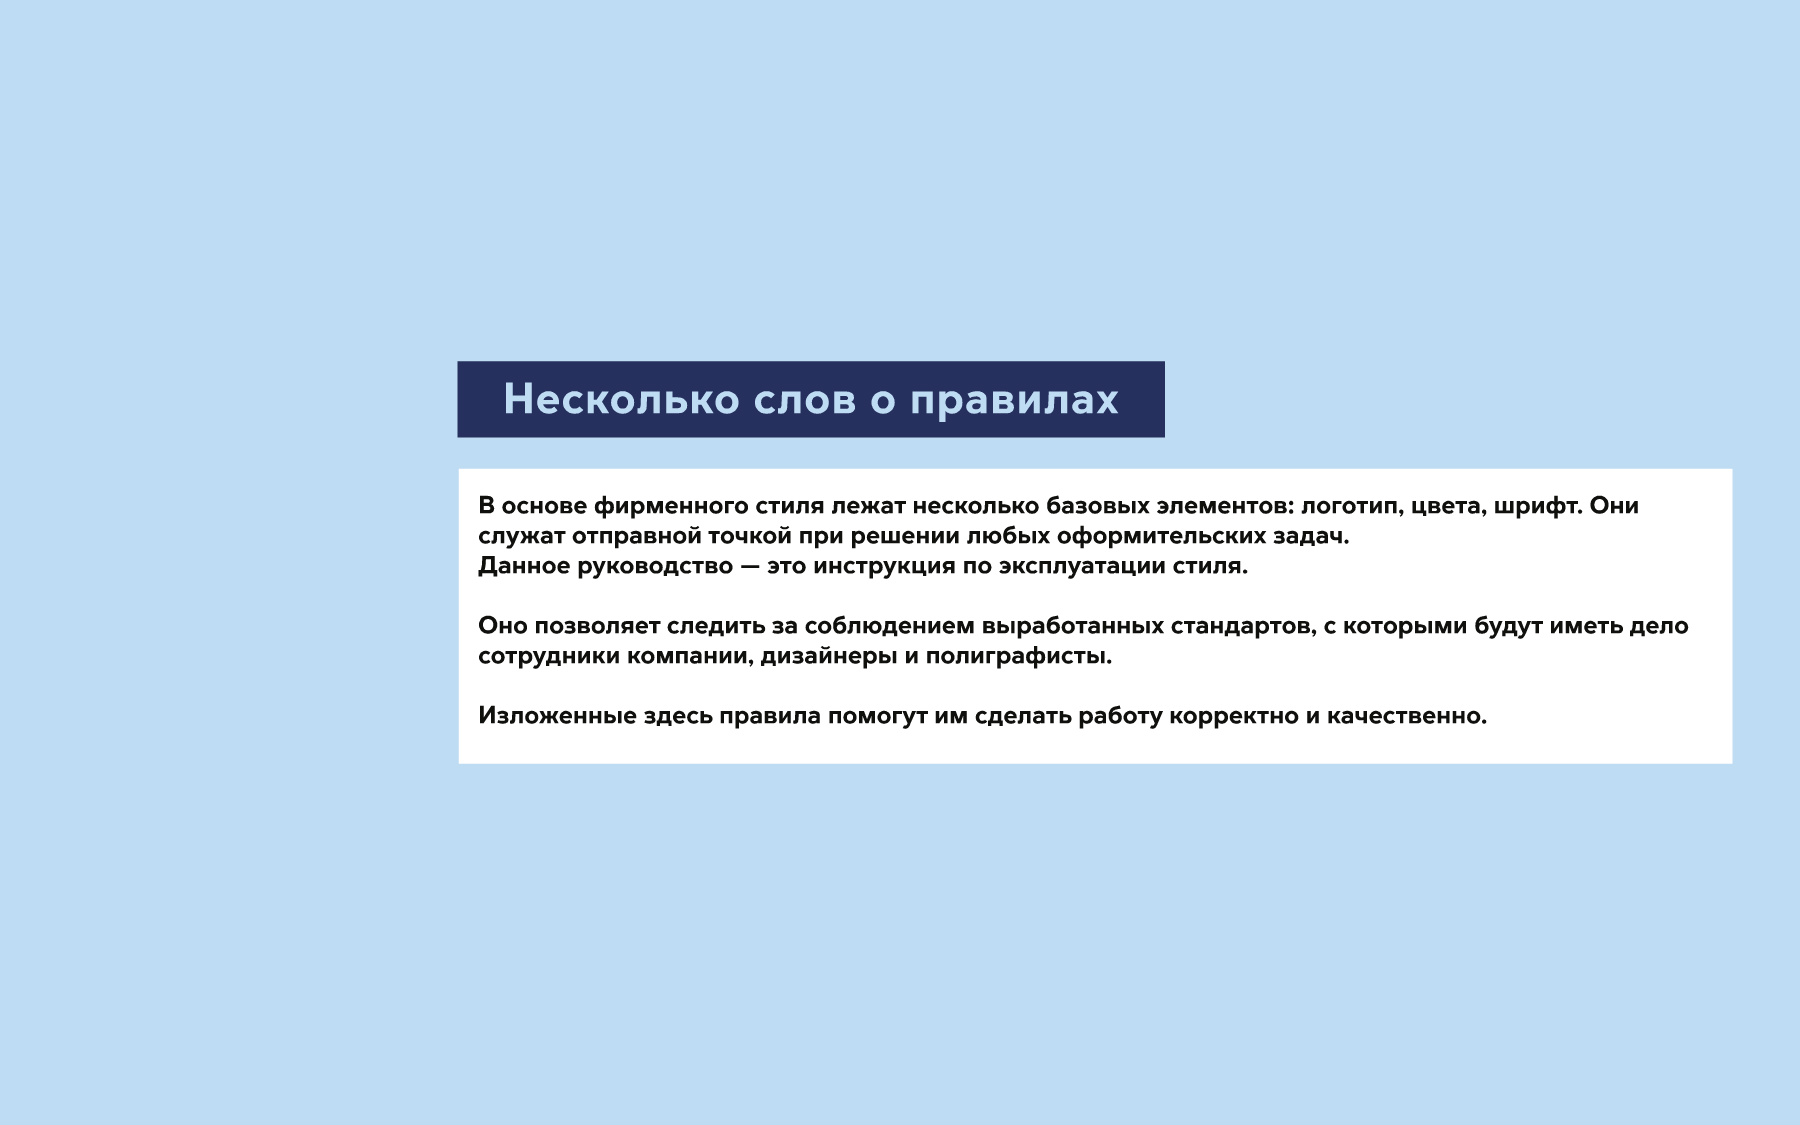 Несколько слов о правилах
В основе фирменного стиля лежат несколько базовых элементов: логотип, цвета, шрифт. Они
служат отправной точкой при решении любых оформительских задач.
Данное руководство — это инструкция по эксплуатации стиля.
Оно позволяет следить за соблюдением выработанных стандартов, с которыми будут иметь дело
сотрудники компании, дизайнеры и полиграфисты.
Изложенные здесь правила помогут им сделать работу корректно и качественно.